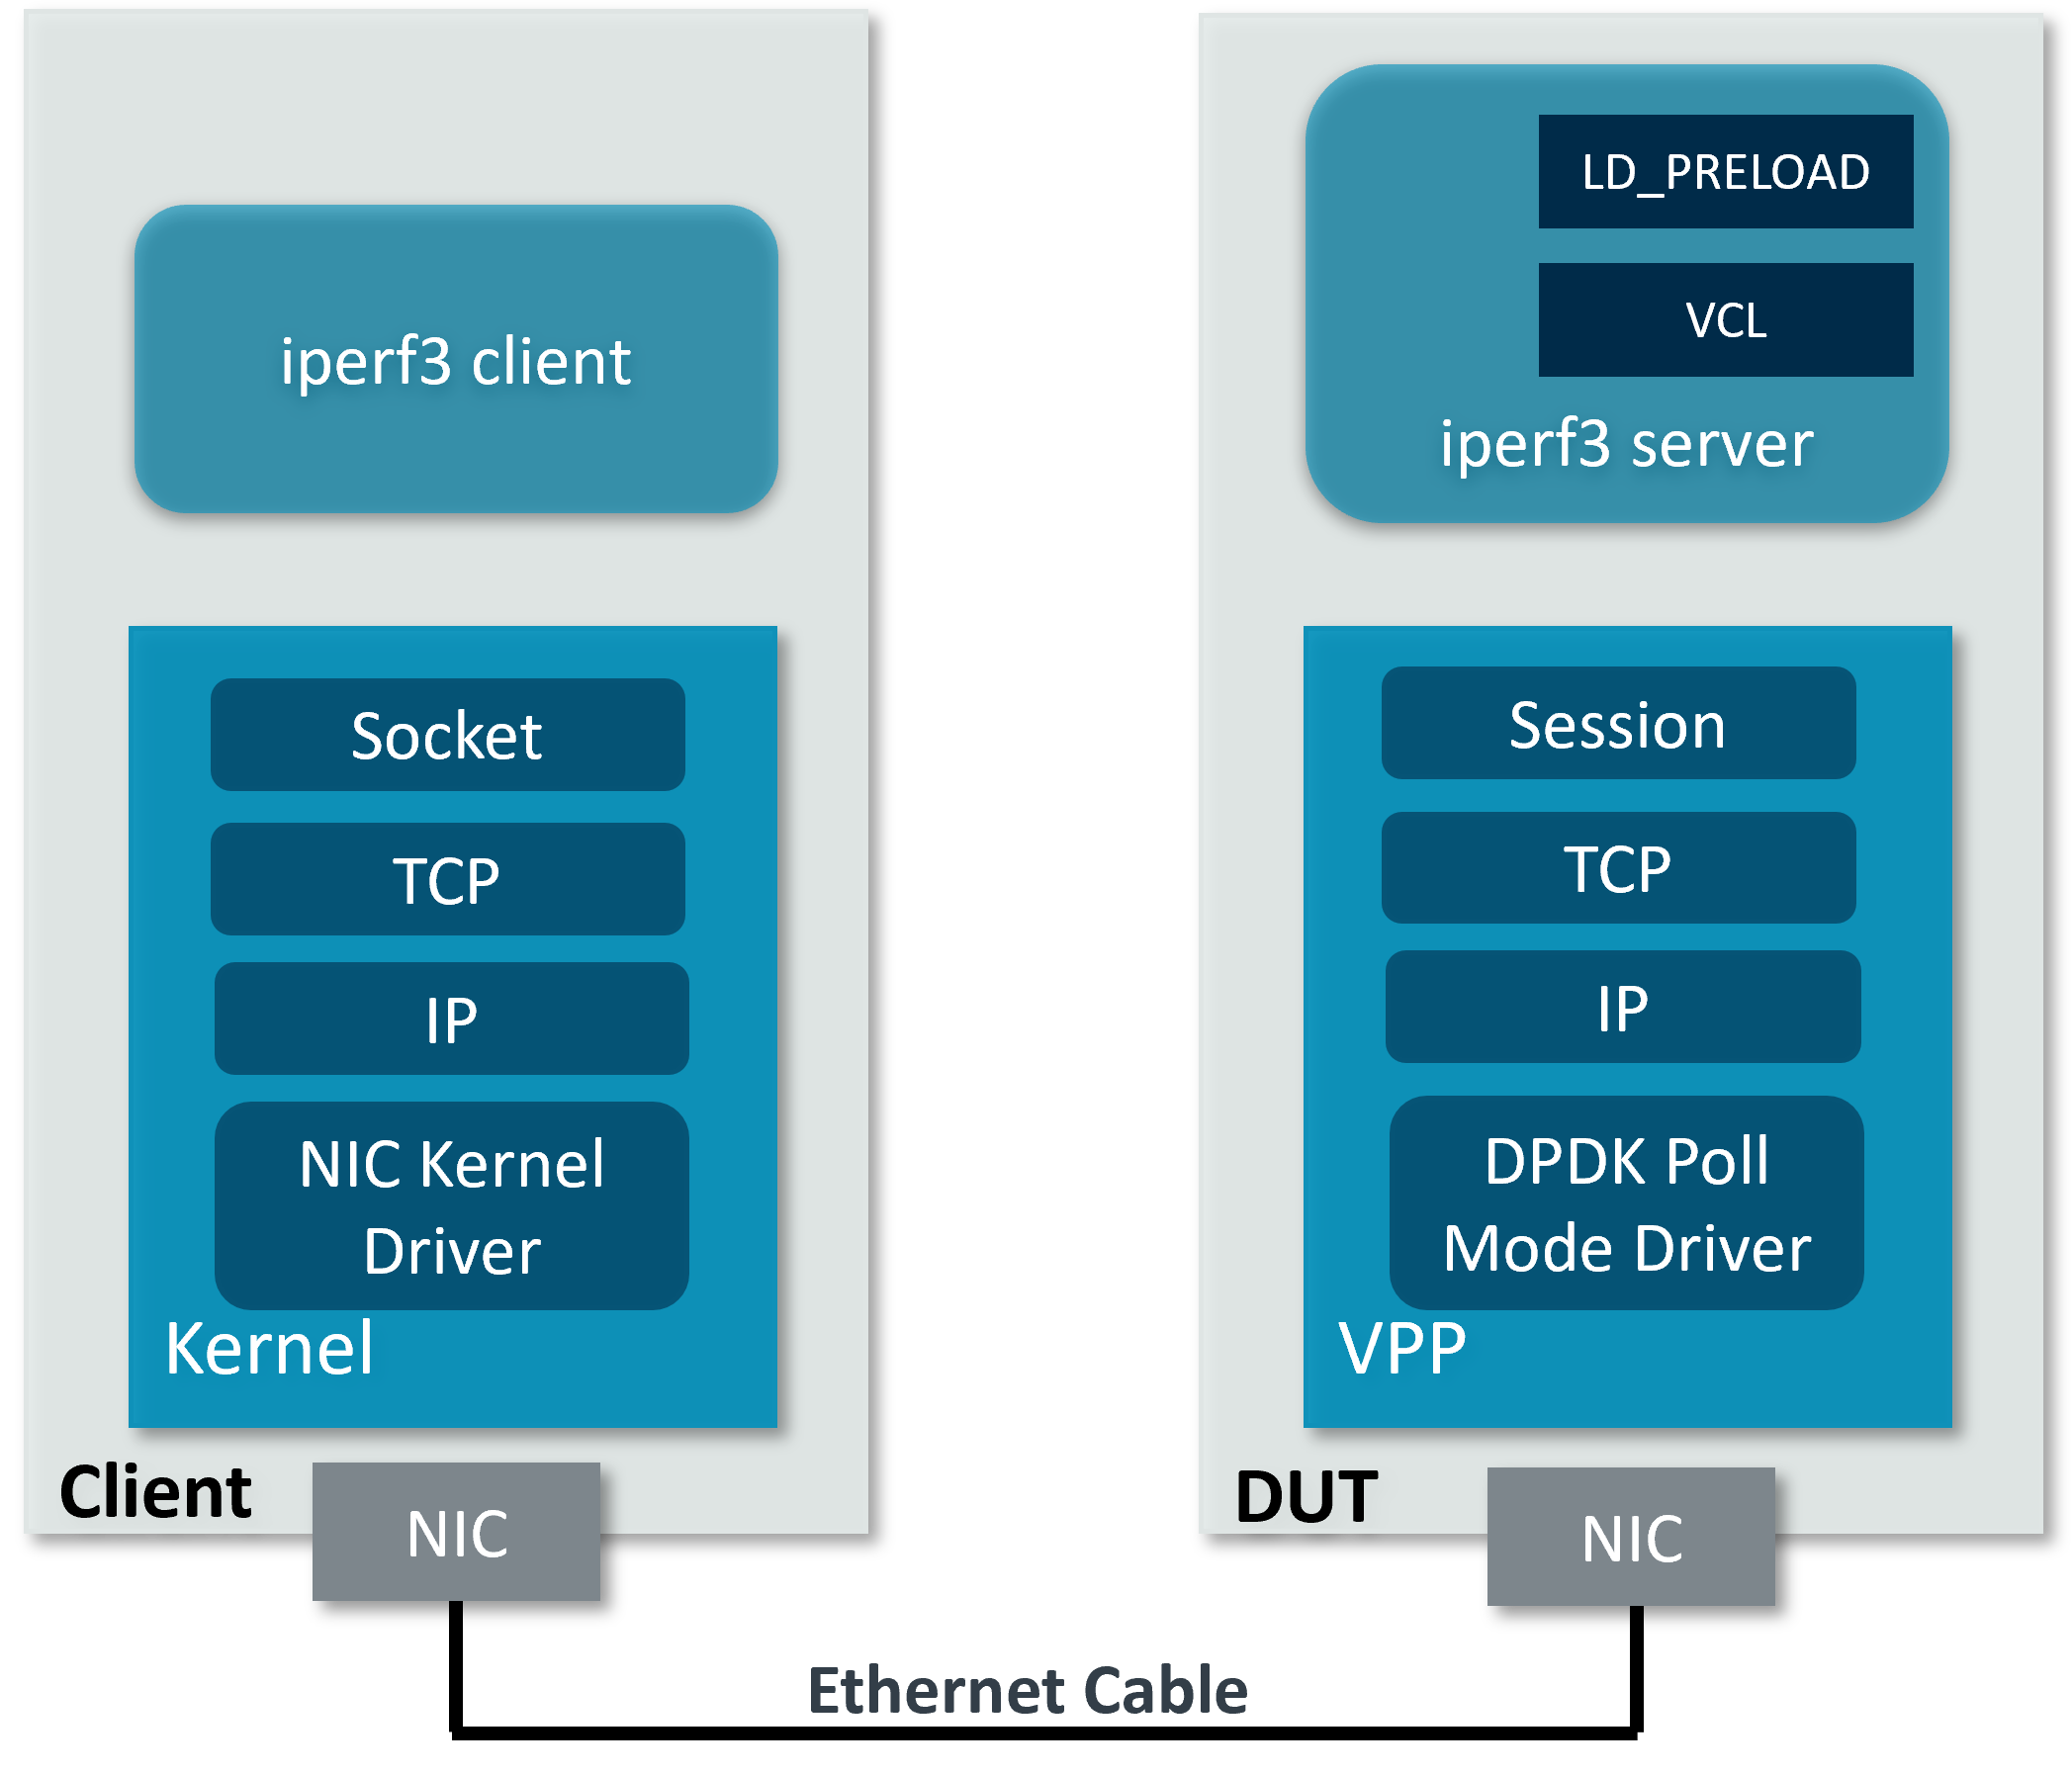 iperf3 client
Socket
TCP
IP
NIC Kernel
Driver
Kernel
Client
NIC
LD_PRELOAD
VCL
iperf3 server
Session
TCP
IP
DPDK Poll
Mode Driver
VPP
DUT
NIC
Ethernet Cable